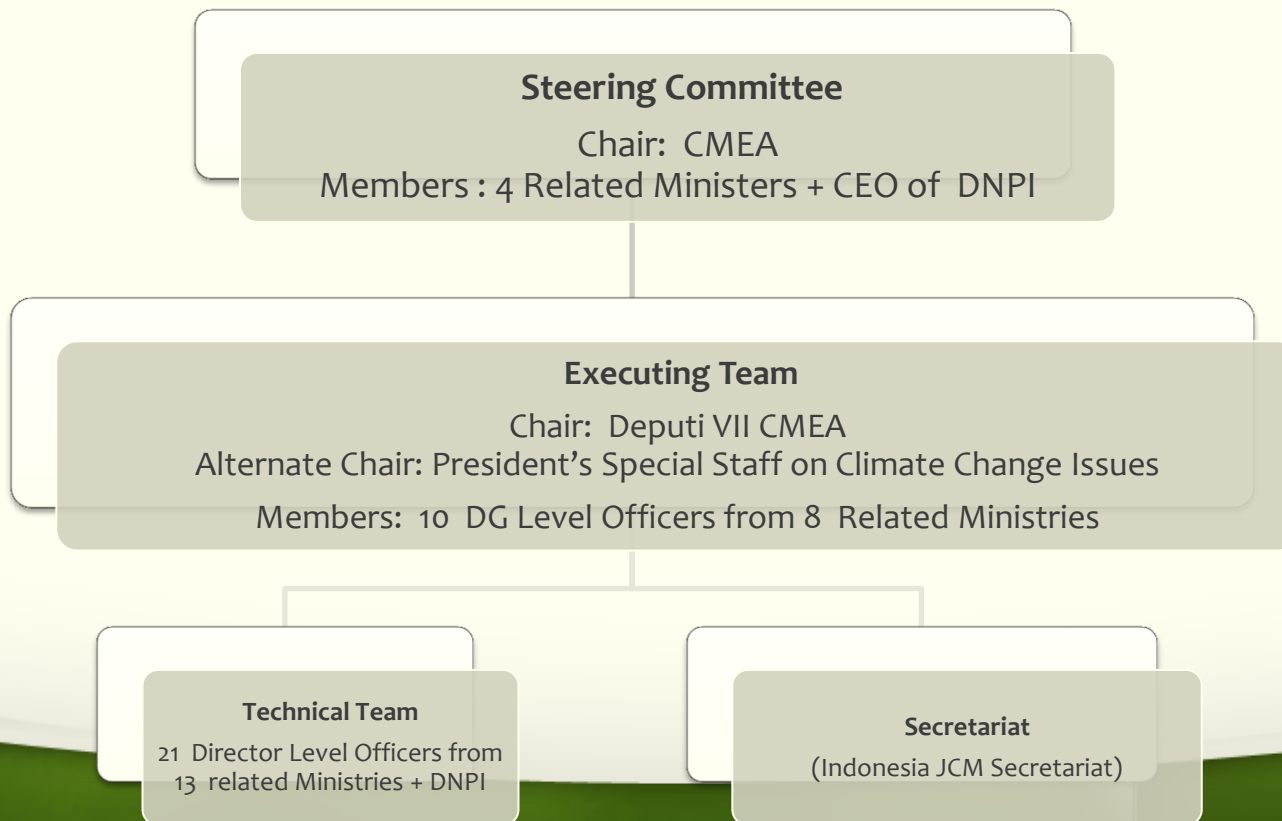 Steering Committee
Chair: CMEA
Members : 4 Related Ministers + CEO of DNPI
Executing Team
Chair: Deputi VII CMEA
Alternate Chair: President's Special Staff on Climate Change Issues
Members: 10 DG Level Officers from 8 Related Ministries
Technical Team
21 Director Level Officers from
13 related Ministries + DNPI
Secretariat
(Indonesia JCM Secretariat)